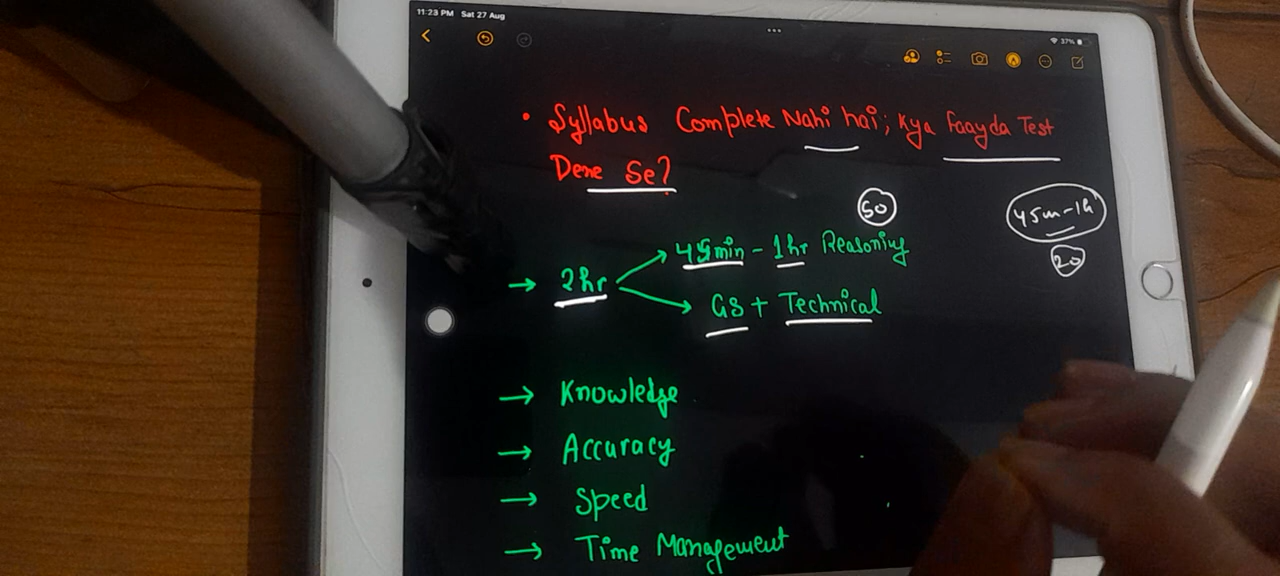 11:23 PM Sat 27 Aug
37%
• Syllabus Complete Nahi hai; Kya Faayda Test
Dene Se?
50
45m-1h
→ 2hr
45min - 1hr Reasoning
20
GS + Technical
→ Knowledge
→ Accuracy
→ Speed
→ Time Management